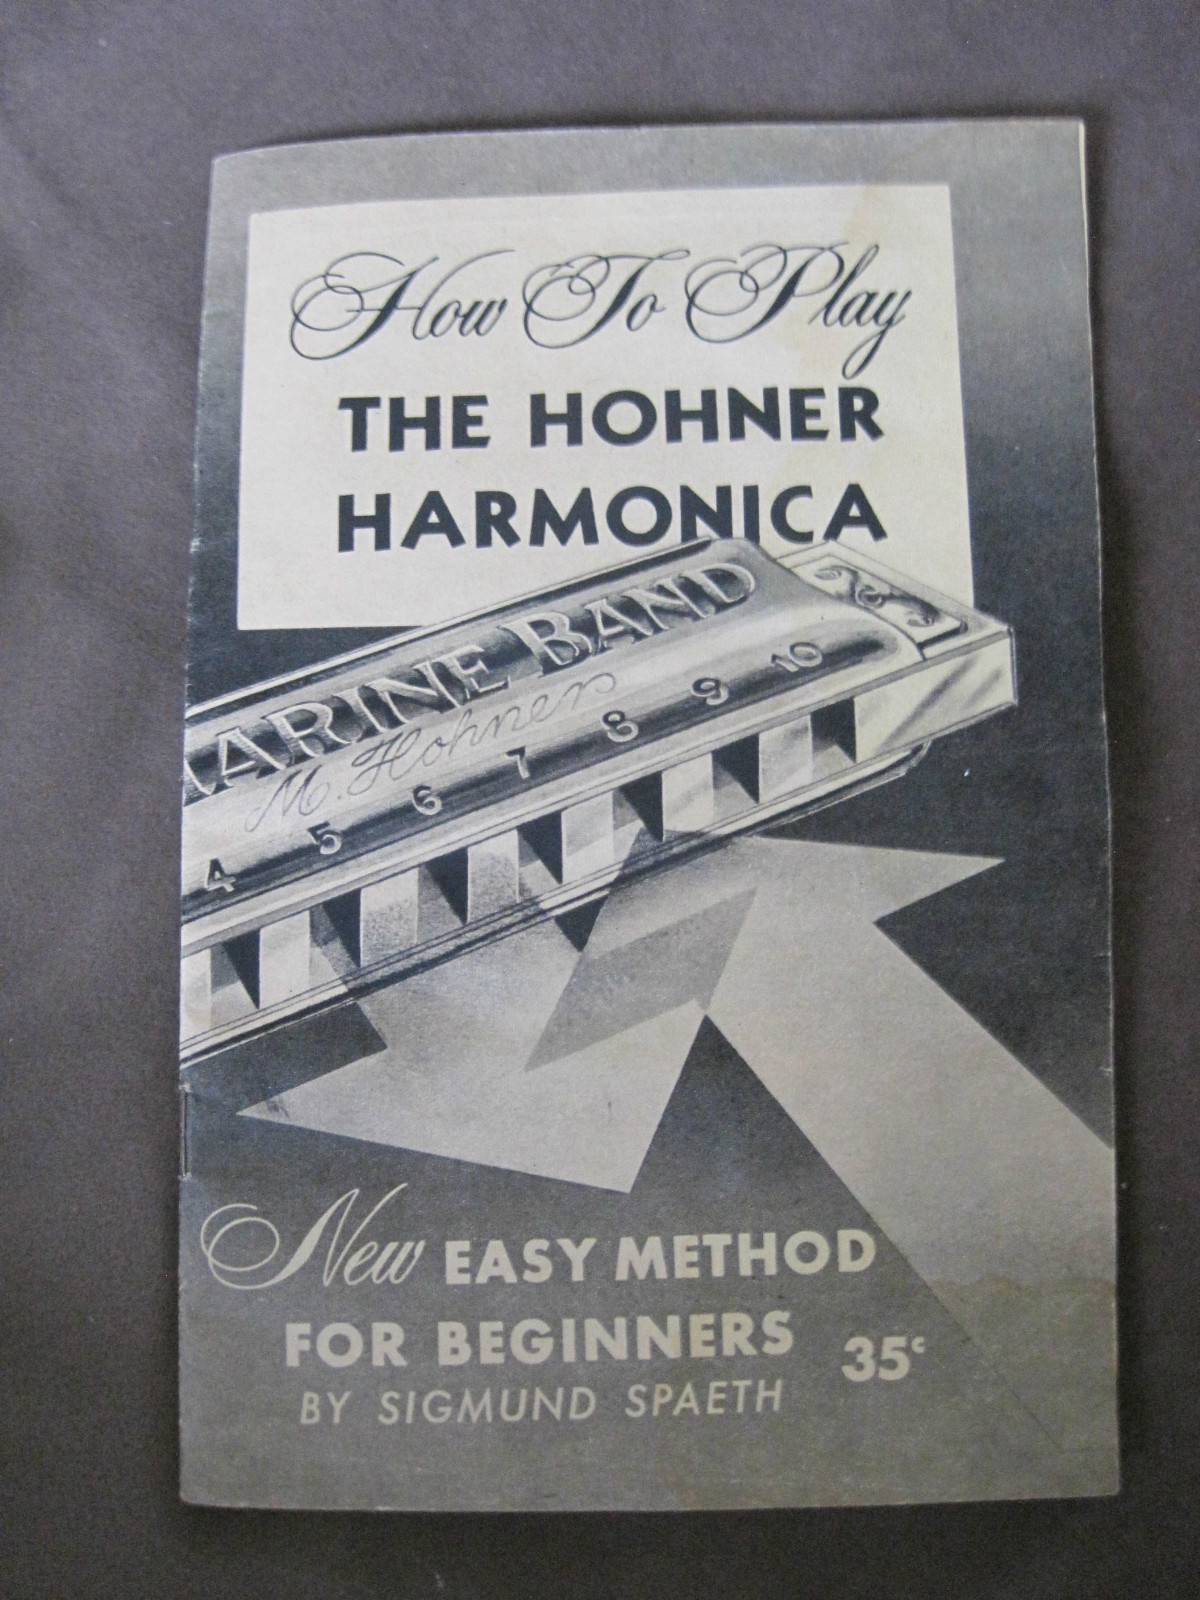 How To Play
THE HOHNER
HARMONICA
ARINE BAND
M. Hohner
4 5 6 7 8 9 10
New EASY METHOD
FOR BEGINNERS
35¢
BY SIGMUND SPAETH